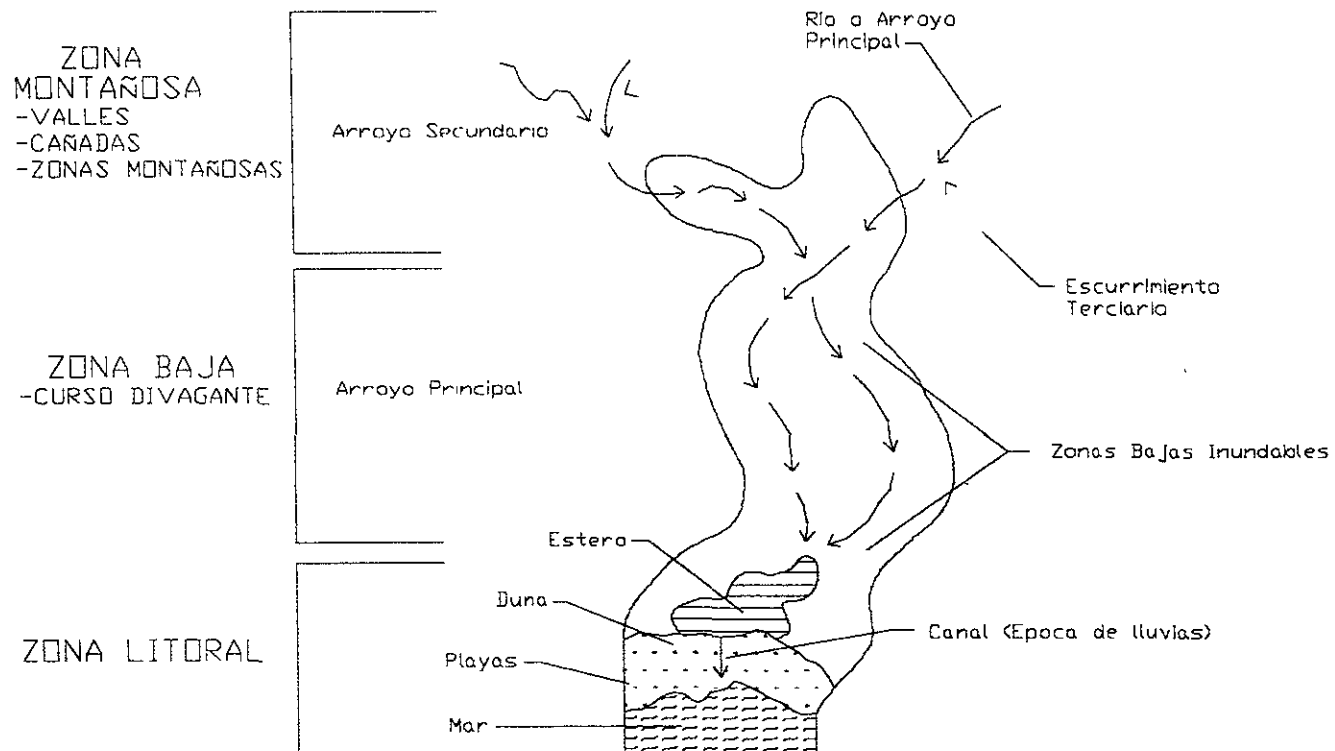 ZONA
MONTAÑOSA
-VALLES
-CAÑADAS
-ZONAS MONTAÑOSAS
Arroyo Secundario
Río o Arroyo
Principal
Escurrimiento
Terciario
ZONA BAJA
-CURSO DIVAGANTE
Arroyo Principal
Zonas Bajas Inundables
ZONA LITORAL
Estero
Duna
Playas
Mar
Canal (Epoca de lluvias)